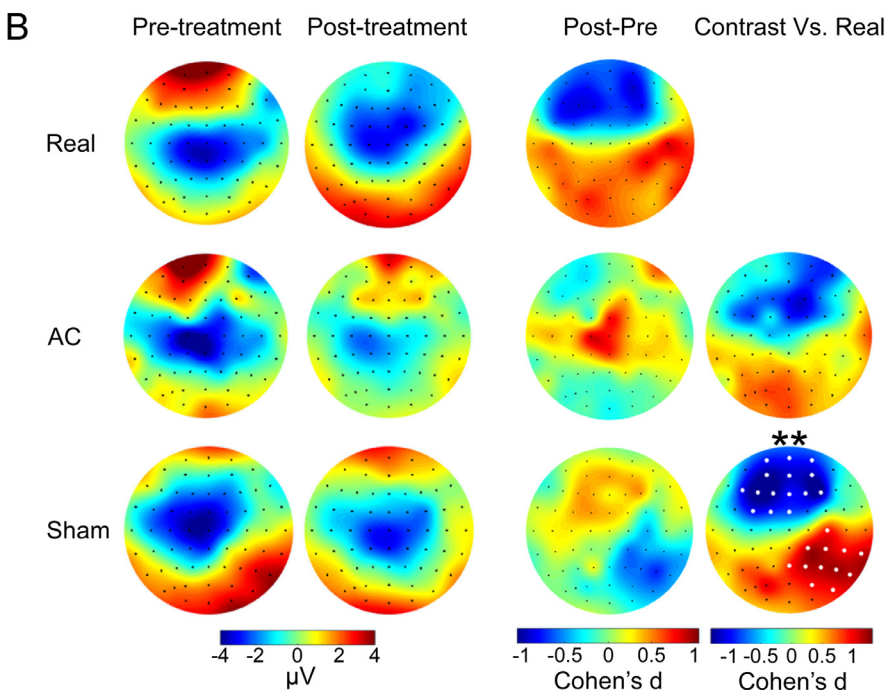 B
Pre-treatment Post-treatment Post-Pre Contrast Vs. Real
Real
AC
**
Sham
-4 -2 0 2 4
µV
-1 -0.5 0 0.5 1
Cohen's d
-1 -0.5 0 0.5 1
Cohen's d